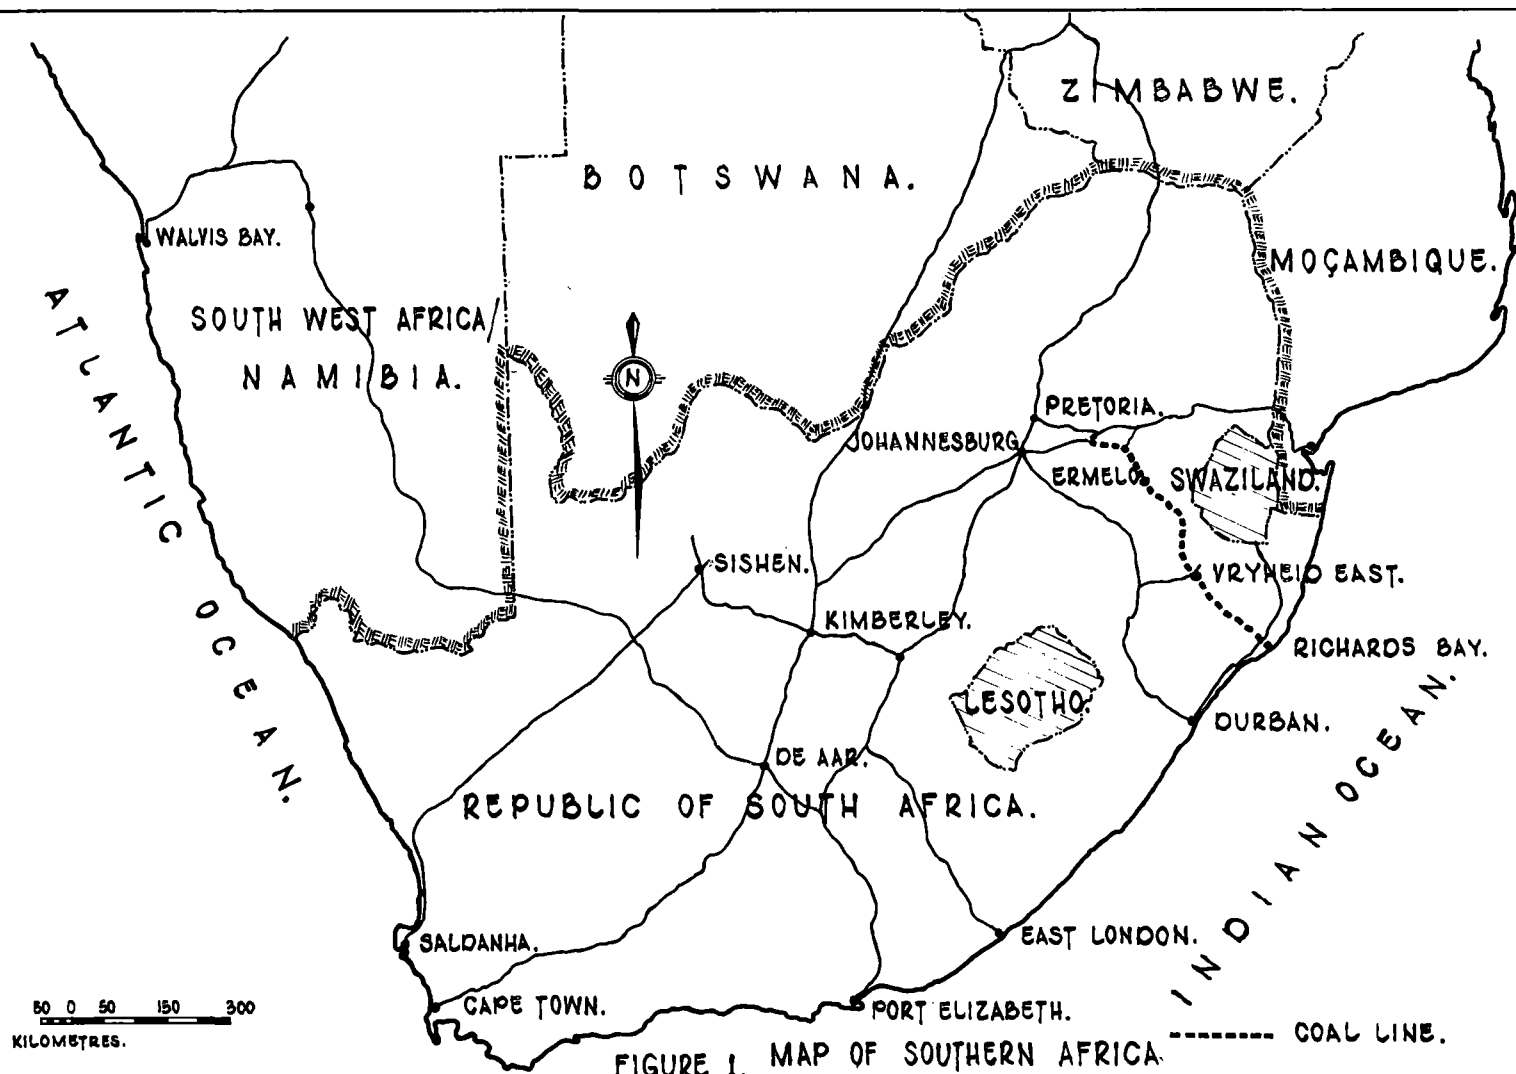 ZIMBABWE.
BOTSWANA.
WALVIS BAY.
MOÇAMBIQUE.
ATLANTIC OCEAN.
SOUTH WEST AFRICA/
NAMIBIA.
N
PRETORIA.
JOHANNESBURG
ERMELO.
SWAZILAND.
SISHEN.
VRYHEID EAST.
KIMBERLEY.
RICHARDS BAY.
LESOTHO.
DURBAN.
DE AAR.
REPUBLIC OF SOUTH AFRICA.
INDIAN OCEAN.
SALDANHA.
EAST LONDON.
CAPE TOWN.
PORT ELIZABETH.
50 0 50 150 300
KILOMETRES.
COAL LINE.
FIGURE 1. MAP OF SOUTHERN AFRICA